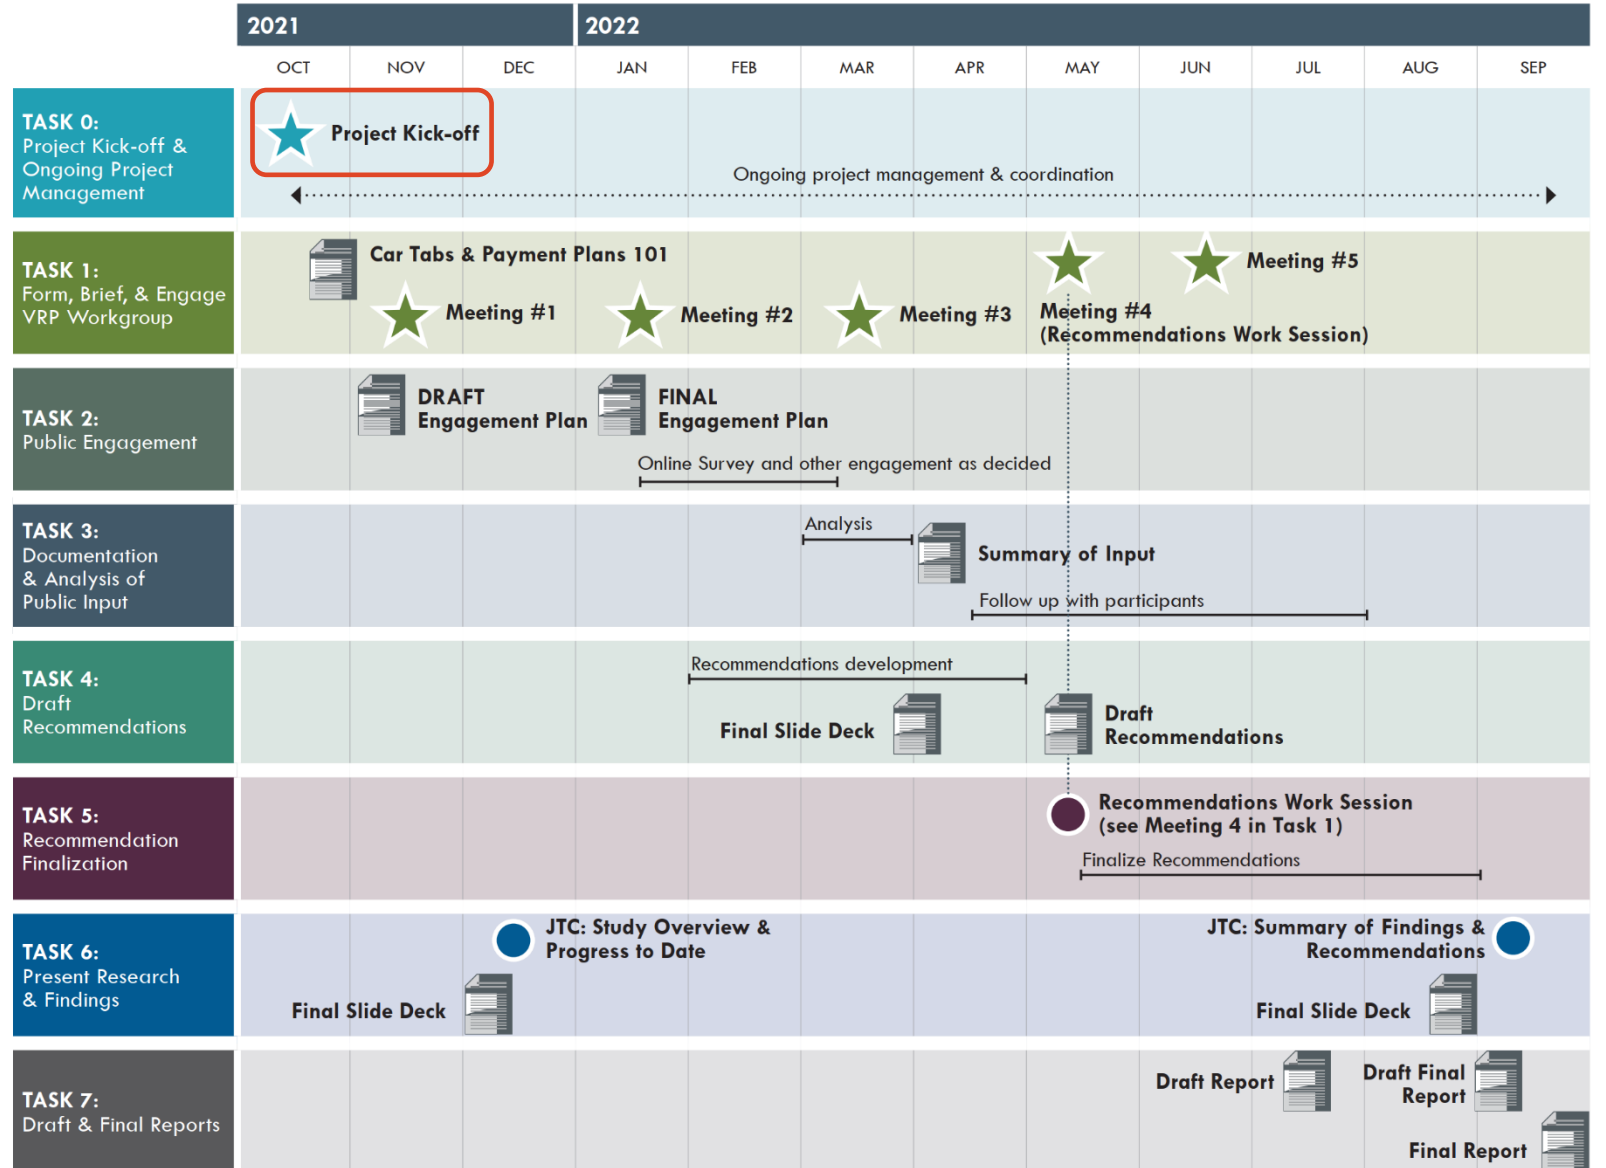 2021
2022
OCT NOV DEC JAN FEB MAR APR MAY JUN JUL AUG SEP
TASK 0:
Project Kick-off &
Ongoing Project
Management
Project Kick-off
Ongoing project management & coordination
TASK 1:
Form, Brief, & Engage
VRP Workgroup
Car Tabs & Payment Plans 101
Meeting #1
Meeting #2
Meeting #3
Meeting #4
(Recommendations Work Session)
Meeting #5
TASK 2:
Public Engagement
DRAFT
Engagement Plan
FINAL
Engagement Plan
Online Survey and other engagement as decided
TASK 3:
Documentation
& Analysis of
Public Input
Analysis
Summary of Input
Follow up with participants
TASK 4:
Draft
Recommendations
Recommendations development
Final Slide Deck
Draft
Recommendations
TASK 5:
Recommendation
Finalization
Recommendations Work Session
(see Meeting 4 in Task 1)
Finalize Recommendations
TASK 6:
Present Research
& Findings
JTC: Study Overview &
Progress to Date
Final Slide Deck
JTC: Summary of Findings &
Recommendations
Final Slide Deck
TASK 7:
Draft & Final Reports
Draft Report
Draft Final
Report
Final Report